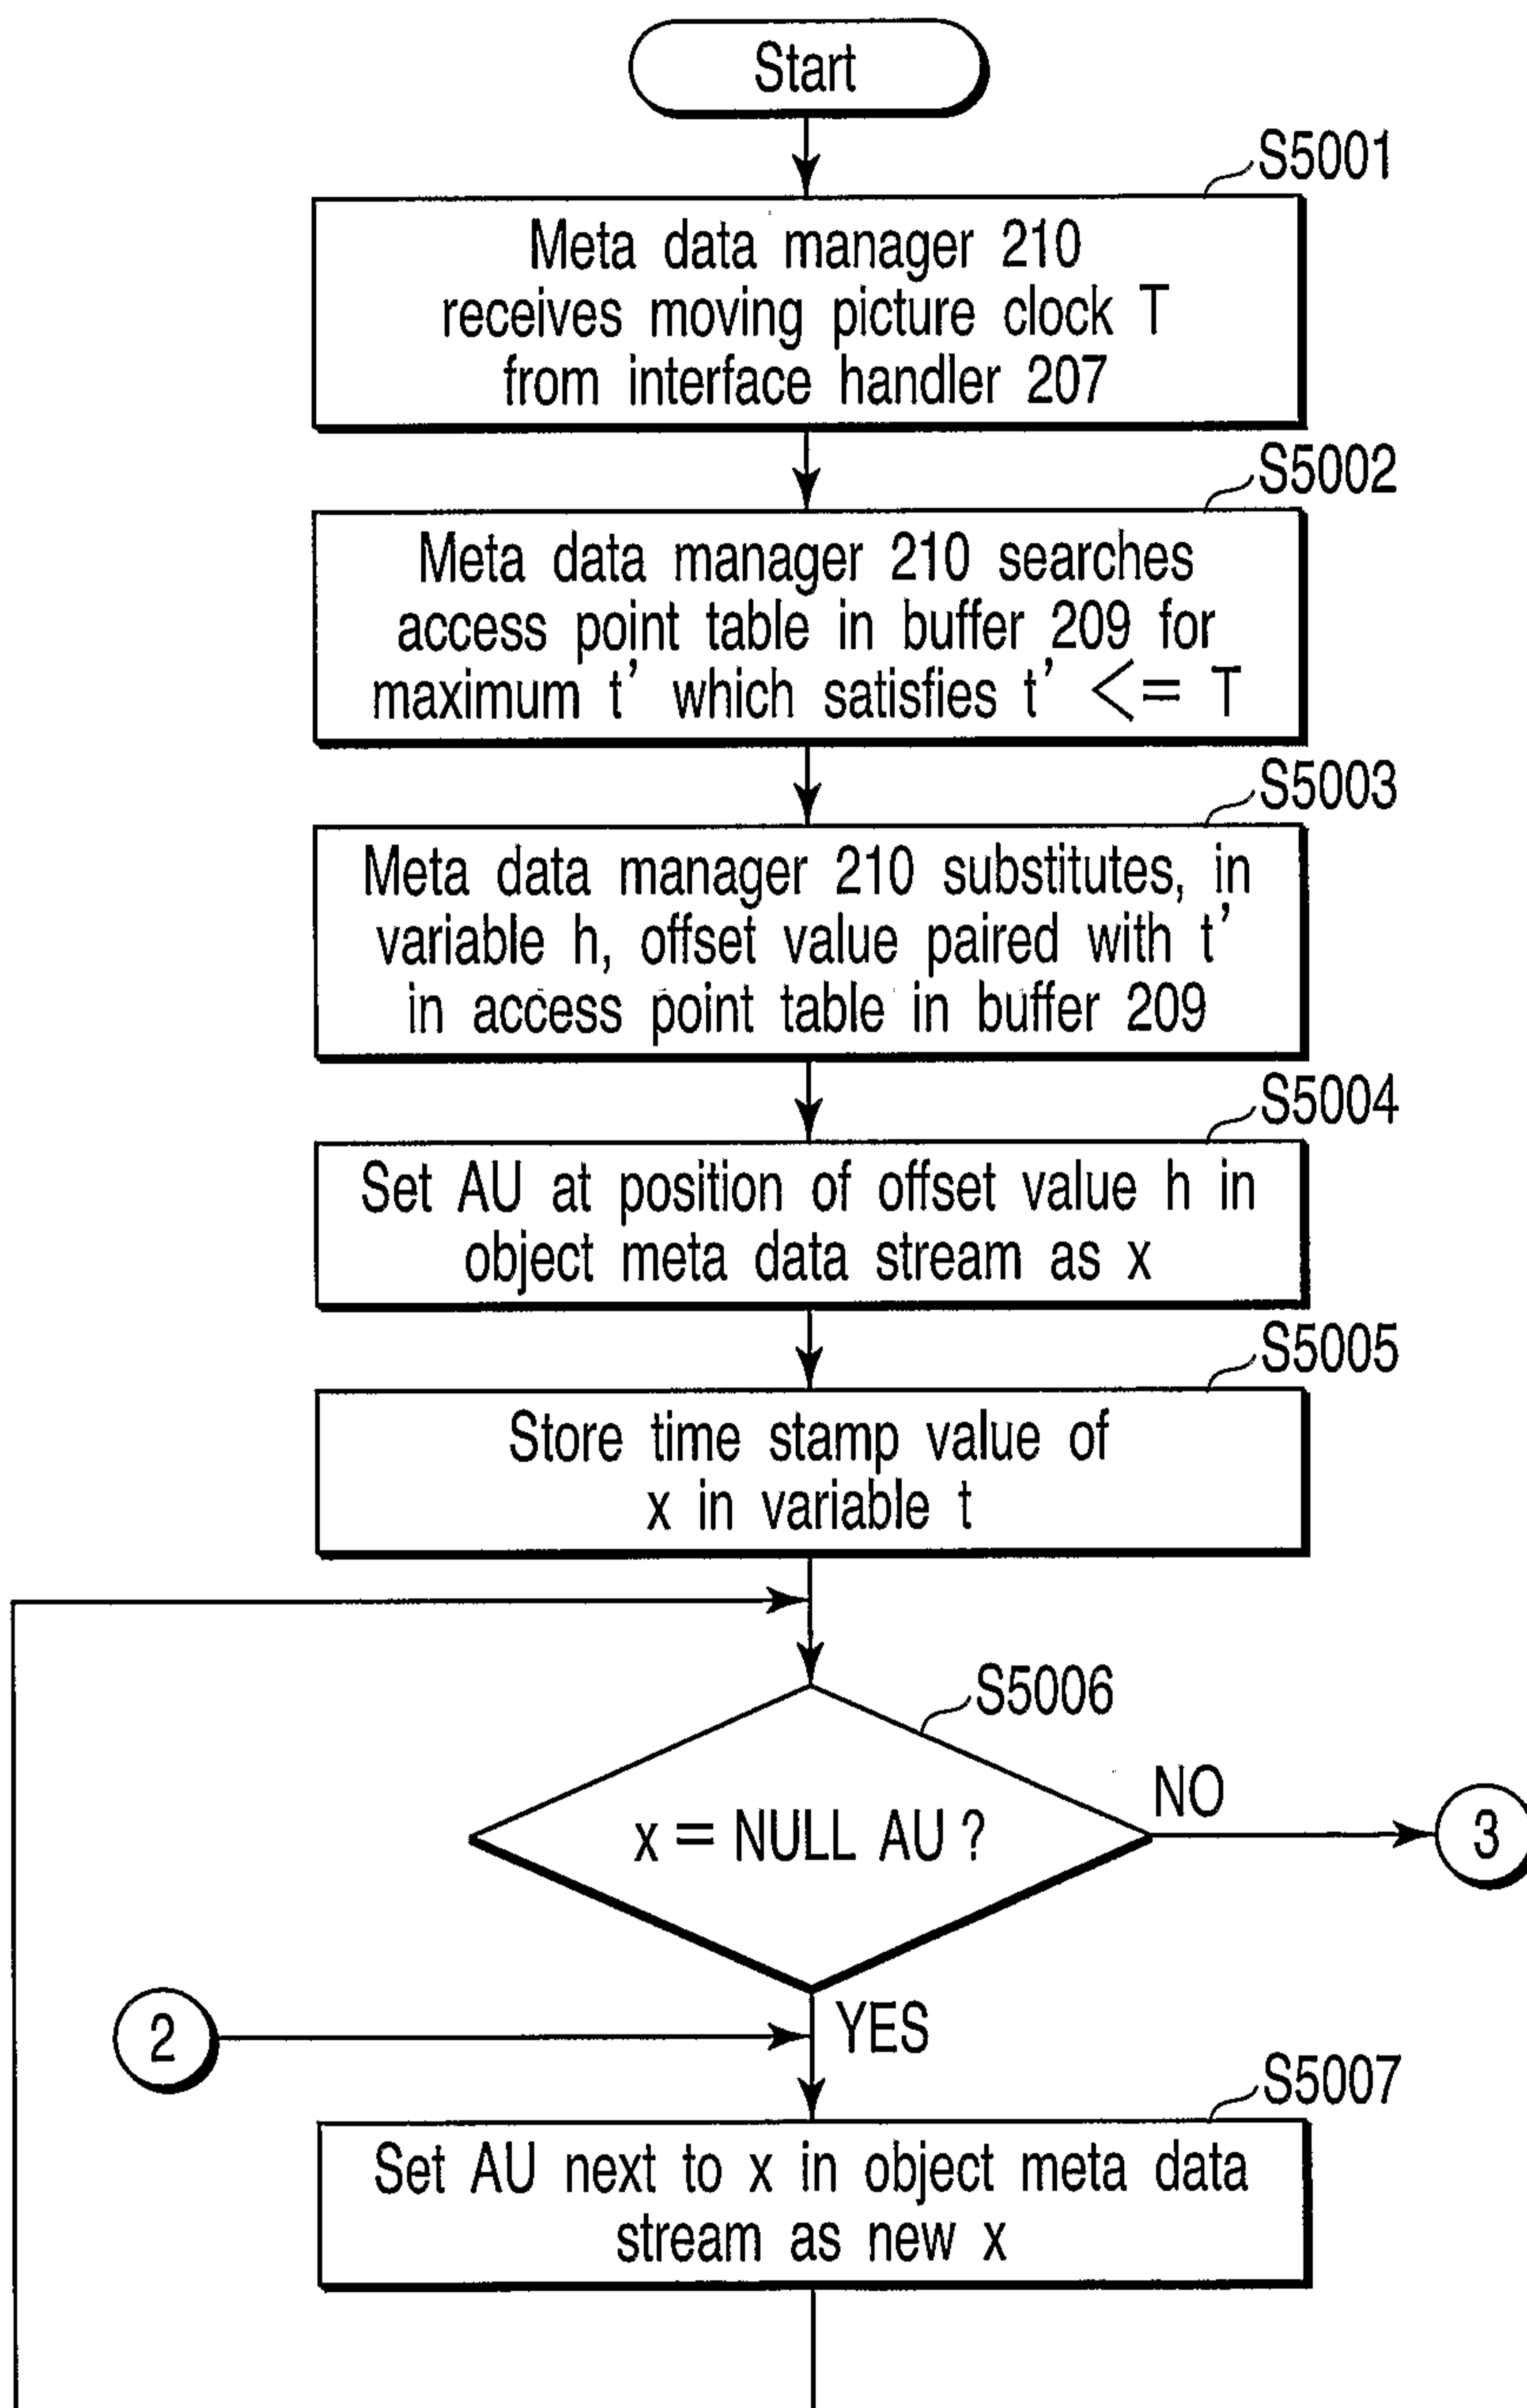 Start
S5001
Meta data manager 210
receives moving picture clock T
from interface handler 207
S5002
Meta data manager 210 searches
access point table in buffer 209 for
maximum t' which satisfies t' <= T
S5003
Meta data manager 210 substitutes, in
variable h, offset value paired with t'
in access point table in buffer 209
S5004
Set AU at position of offset value h in
object meta data stream as x
S5005
Store time stamp value of
x in variable t
S5006
x = NULL AU ?
NO
3
2
YES
S5007
Set AU next to x in object meta data
stream as new x